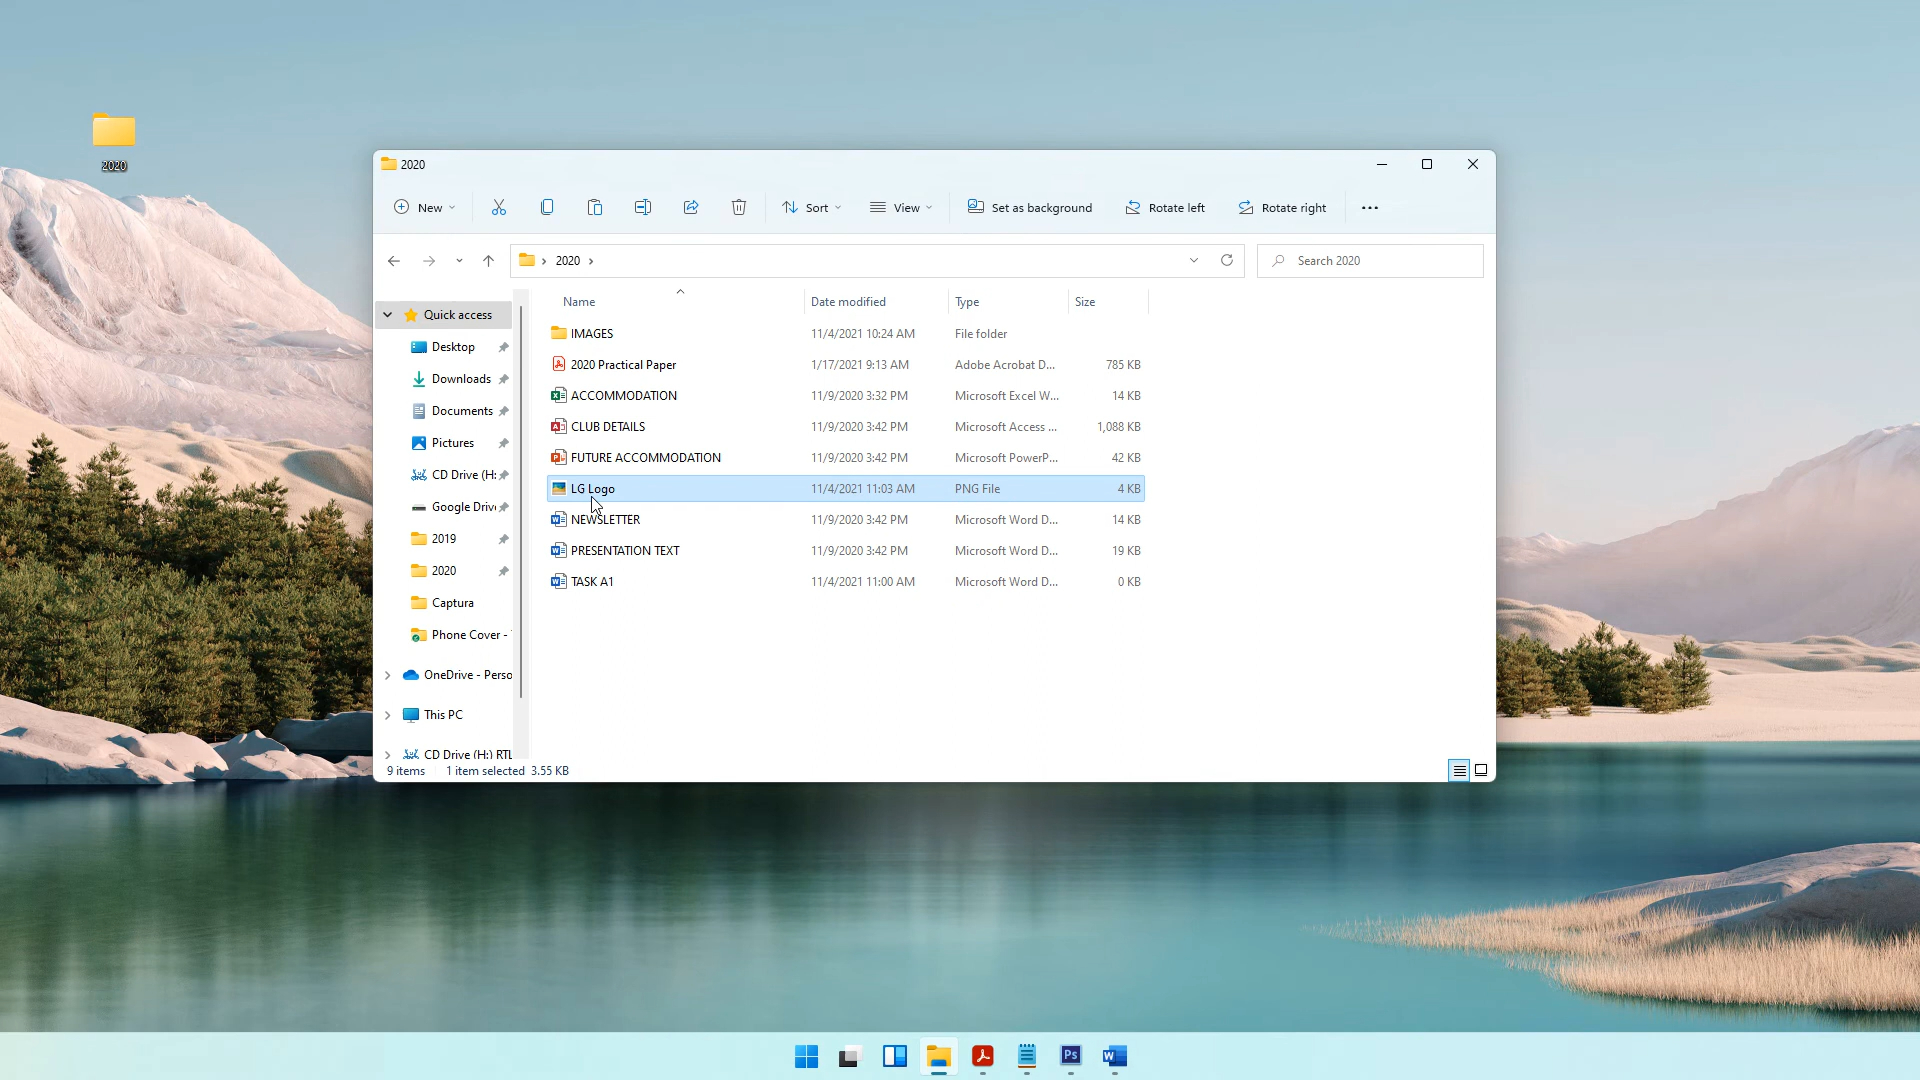 2020
2020
New
Sort
View
Set as background
Rotate left
Rotate right
2020
Search 2020
Name
Date modified
Type
Size
Quick access
Desktop
Downloads
Documents
Pictures
CD Drive (H:
Google Driv
2019
2020
Captura
Phone Cover -
OneDrive - Perso
This PC
CD Drive (H:) RTL
IMAGES 11/4/2021 10:24 AM File folder
2020 Practical Paper 1/17/2021 9:13 AM Adobe Acrobat D... 785 KB
ACCOMMODATION 11/9/2020 3:32 PM Microsoft Excel W... 14 KB
CLUB DETAILS 11/9/2020 3:42 PM Microsoft Access ... 1,088 KB
FUTURE ACCOMMODATION 11/9/2020 3:42 PM Microsoft PowerP... 42 KB
LG Logo 11/4/2021 11:03 AM PNG File 4 KB
NEWSLETTER 11/9/2020 3:42 PM Microsoft Word D... 14 KB
PRESENTATION TEXT 11/9/2020 3:42 PM Microsoft Word D... 19 KB
TASK A1 11/4/2021 11:00 AM Microsoft Word D... 0 KB
9 items 1 item selected 3.55 KB
Ps
W